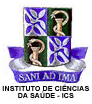 SANI AD IMA
INSTITUTO DE CIÊNCIAS
DA SAÚDE - ICS